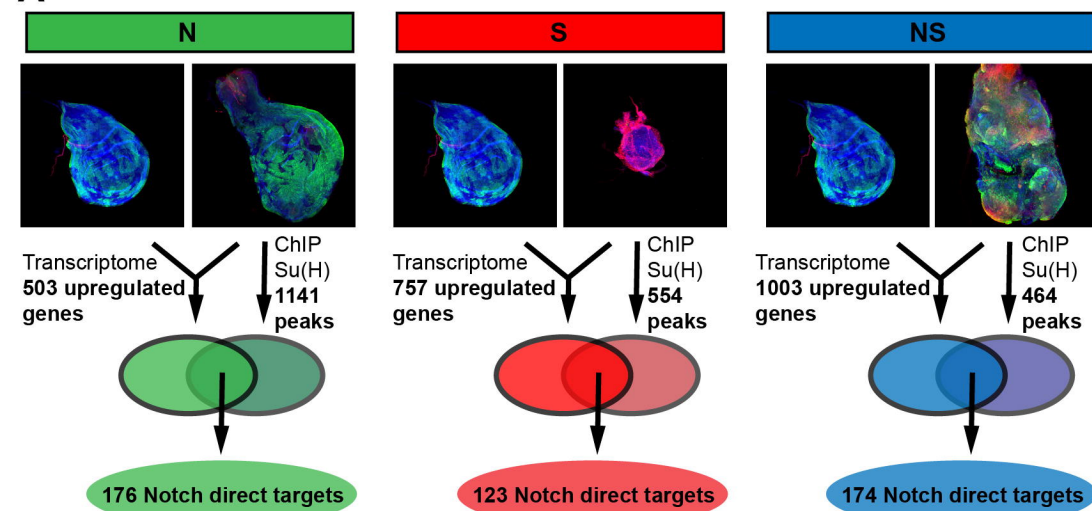 N
Transcriptome
503 upregulated
genes
ChIP
Su(H)
1141
peaks
176 Notch direct targets
S
Transcriptome
757 upregulated
genes
ChIP
Su(H)
554
peaks
123 Notch direct targets
NS
Transcriptome
1003 upregulated
genes
ChIP
Su(H)
464
peaks
174 Notch direct targets